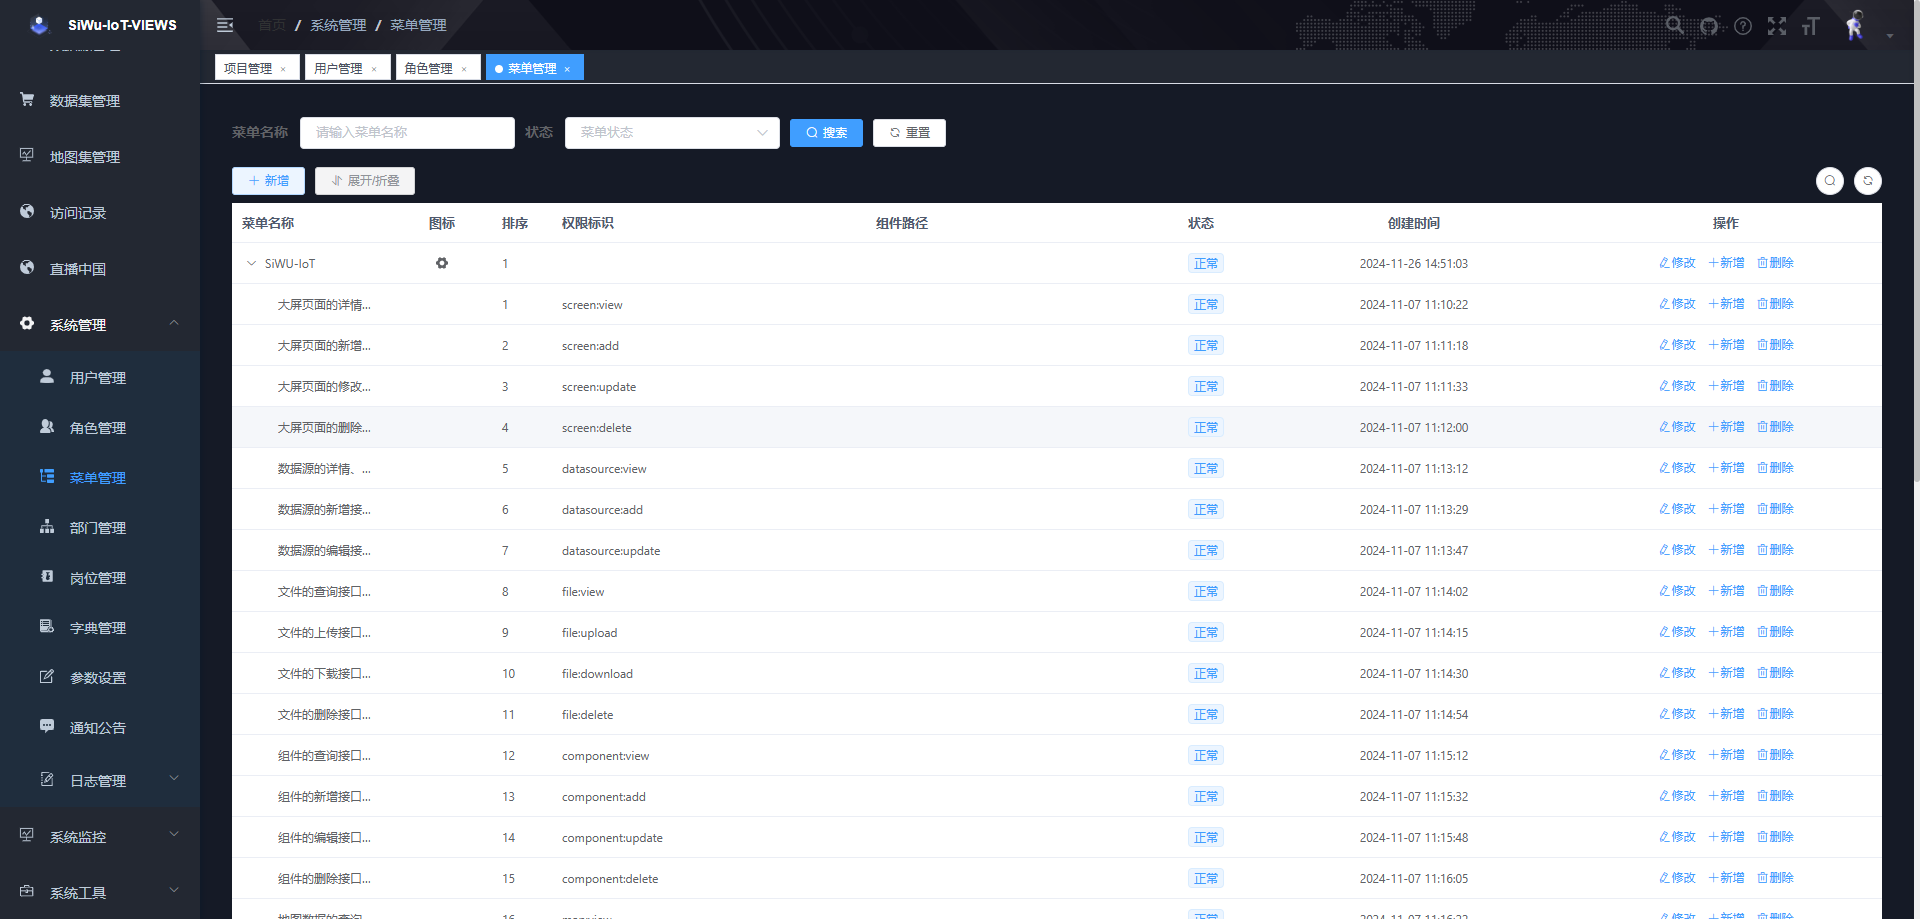 SiWu-IoT-VIEWS
首页 / 系统管理 / 菜单管理
项目管理 ×
用户管理 ×
角色管理 ×
菜单管理 ×
数据集管理
地图集管理
访问记录
直播中国
系统管理
用户管理
角色管理
菜单管理
部门管理
岗位管理
字典管理
参数设置
通知公告
日志管理
系统监控
系统工具
菜单名称 请输入菜单名称 状态 菜单状态 搜索 重置
新增 展开/折叠
菜单名称 图标 排序 权限标识 组件路径 状态 创建时间 操作
SiWU-IoT 1 正常 2024-11-26 14:51:03 修改 新增 删除
大屏页面的详情... 1 screen:view 正常 2024-11-07 11:10:22 修改 新增 删除
大屏页面的新增... 2 screen:add 正常 2024-11-07 11:11:18 修改 新增 删除
大屏页面的修改... 3 screen:update 正常 2024-11-07 11:11:33 修改 新增 删除
大屏页面的删除... 4 screen:delete 正常 2024-11-07 11:12:00 修改 新增 删除
数据源的详情、... 5 datasource:view 正常 2024-11-07 11:13:12 修改 新增 删除
数据源的新增接... 6 datasource:add 正常 2024-11-07 11:13:29 修改 新增 删除
数据源的编辑接... 7 datasource:update 正常 2024-11-07 11:13:47 修改 新增 删除
文件的查询接口... 8 file:view 正常 2024-11-07 11:14:02 修改 新增 删除
文件的上传接口... 9 file:upload 正常 2024-11-07 11:14:15 修改 新增 删除
文件的下载接口... 10 file:download 正常 2024-11-07 11:14:30 修改 新增 删除
文件的删除接口... 11 file:delete 正常 2024-11-07 11:14:54 修改 新增 删除
组件的查询接口... 12 component:view 正常 2024-11-07 11:15:12 修改 新增 删除
组件的新增接口... 13 component:add 正常 2024-11-07 11:15:32 修改 新增 删除
组件的编辑接口... 14 component:update 正常 2024-11-07 11:15:48 修改 新增 删除
组件的删除接口... 15 component:delete 正常 2024-11-07 11:16:05 修改 新增 删除